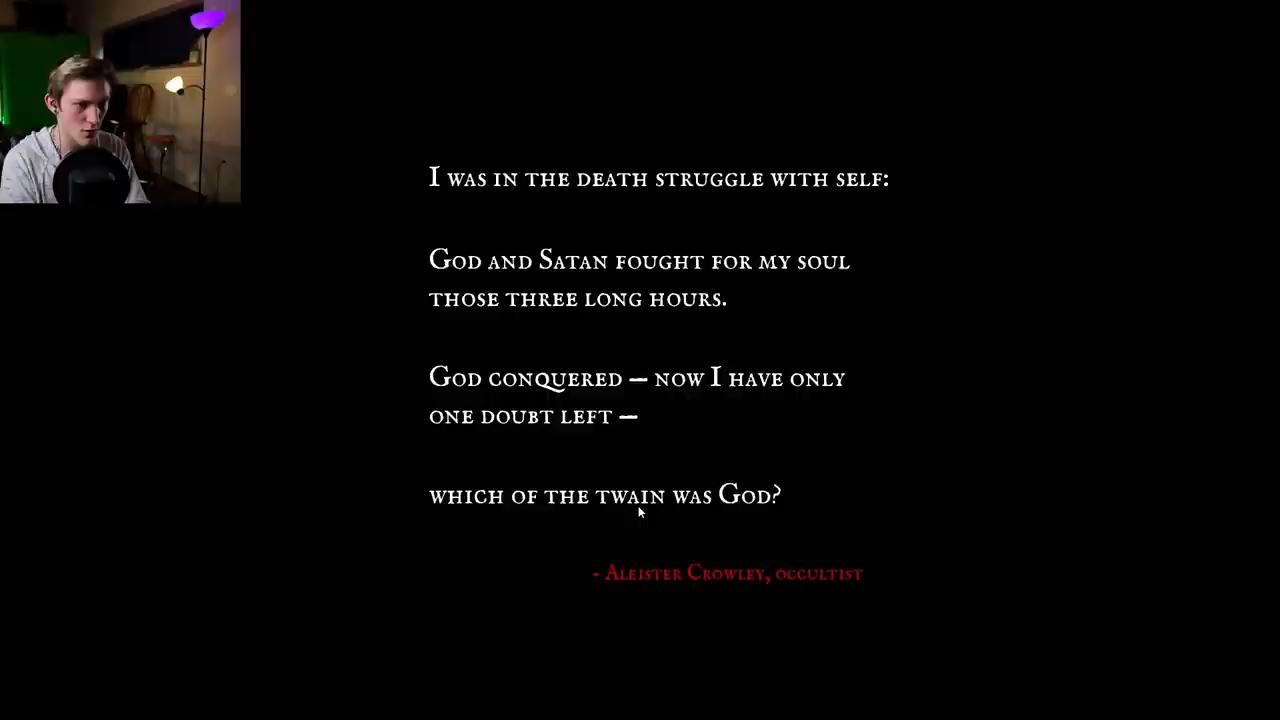 I was in the death struggle with self:
God and Satan fought for my soul
those three long hours.
God conquered — now I have only
one doubt left —
which of the twain was God?
- Aleister Crowley, occultist